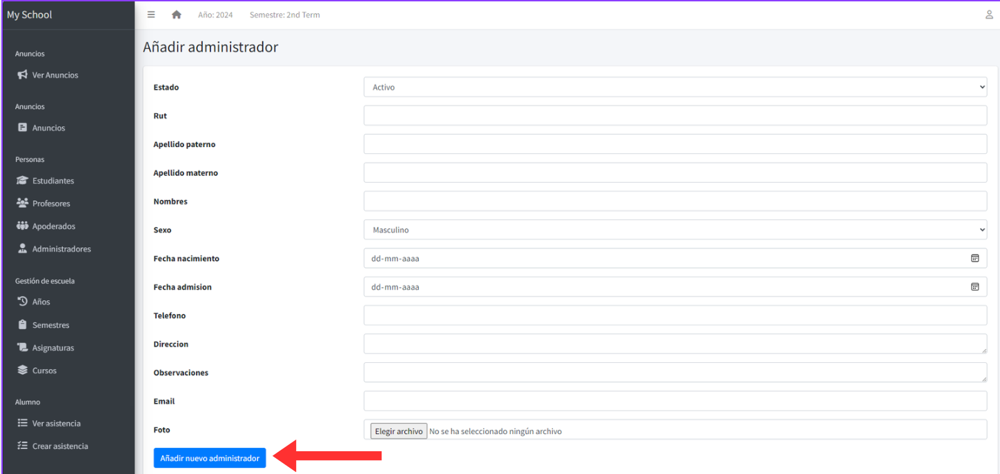 My School
Año: 2024 Semestre: 2nd Term
Anuncios
Ver Anuncios
Anuncios
Anuncios
Personas
Estudiantes
Profesores
Apoderados
Administradores
Gestión de escuela
Años
Semestres
Asignaturas
Cursos
Alumno
Ver asistencia
Crear asistencia
Añadir administrador
Estado Activo
Rut
Apellido paterno
Apellido materno
Nombres
Sexo Masculino
Fecha nacimiento dd-mm-aaaa
Fecha admision dd-mm-aaaa
Telefono
Direccion
Observaciones
Email
Foto Elegir archivo No se ha seleccionado ningún archivo
Añadir nuevo administrador